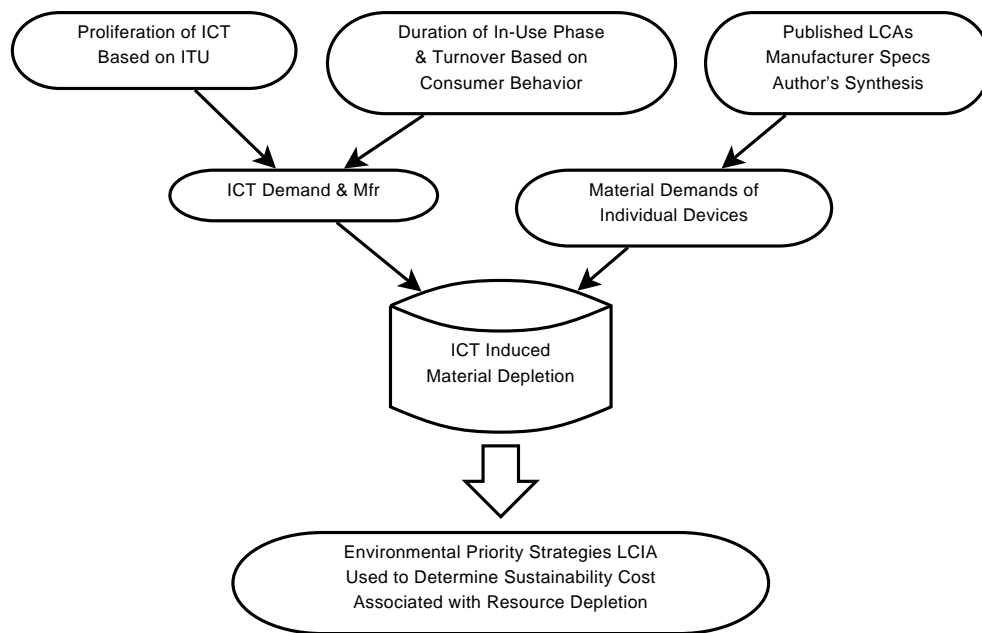 Proliferation of ICT
Based on ITU
Duration of In-Use Phase
& Turnover Based on
Consumer Behavior
Published LCAs
Manufacturer Specs
Author's Synthesis
ICT Demand & Mfr
Material Demands of
Individual Devices
ICT Induced
Material Depletion
Environmental Priority Strategies LCIA
Used to Determine Sustainability Cost
Associated with Resource Depletion